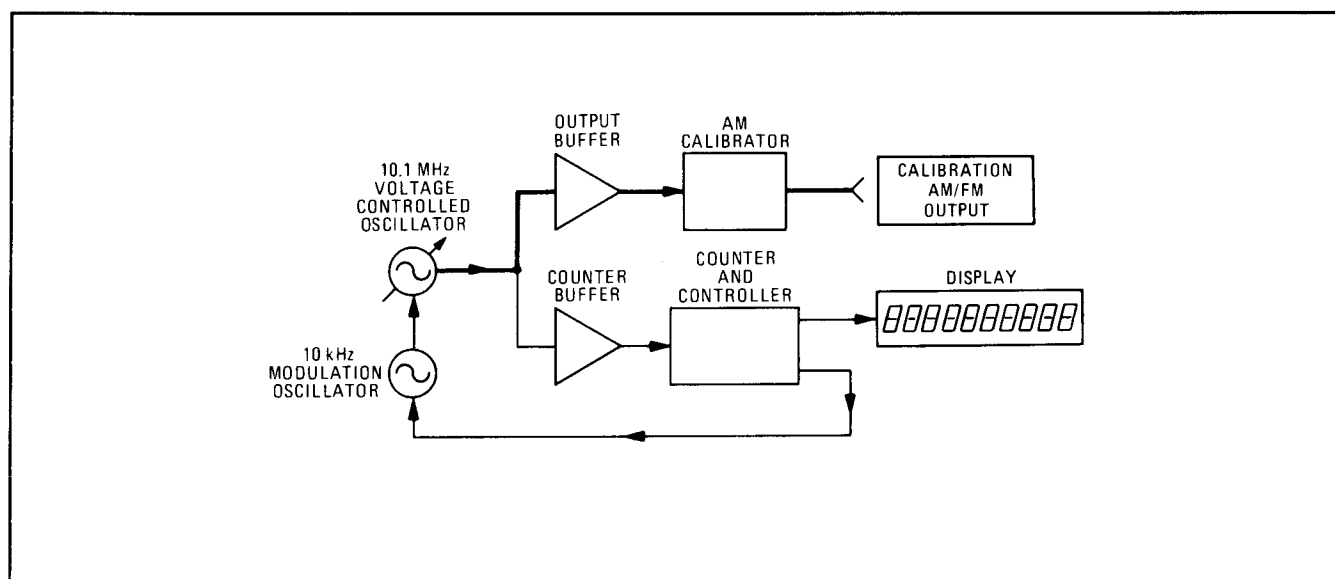 OUTPUT
BUFFER
AM
CALIBRATOR
10.1 MHz
VOLTAGE
CONTROLLED
OSCILLATOR
CALIBRATION
AM/FM
OUTPUT
COUNTER
BUFFER
COUNTER
AND
CONTROLLER
DISPLAY
10 kHz
MODULATION
OSCILLATOR